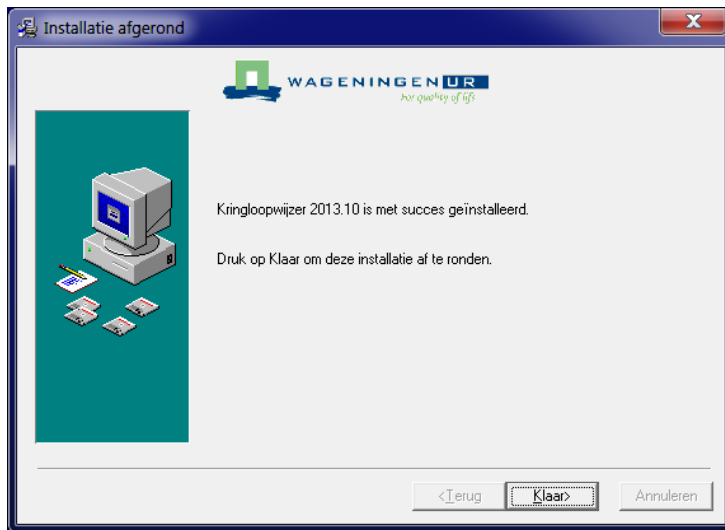 Installatie afgerond
WAGENINGEN UR
For quality of life
Kringloopwijzer 2013.10 is met succes geïnstalleerd.
Druk op Klaar om deze installatie af te ronden.
<Terug
Klaar>
Annuleren